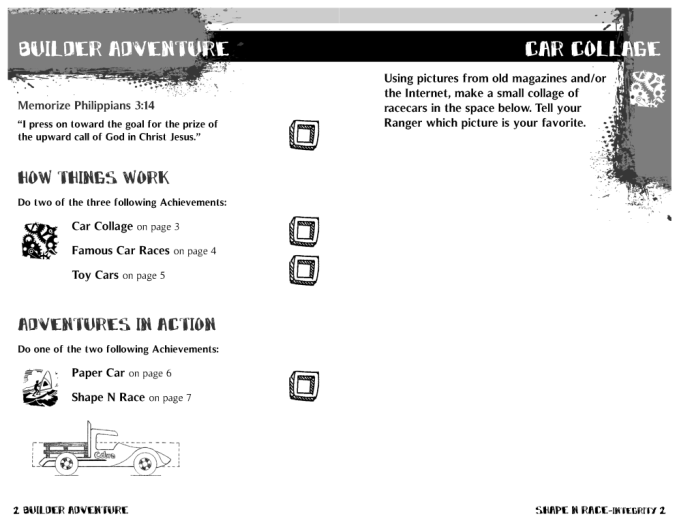 BUILDER ADVENTURE
Memorize Philippians 3:14
“I press on toward the goal for the prize of
the upward call of God in Christ Jesus.”
HOW THINGS WORK
Do two of the three following Achievements:
Car Collage on page 3
Famous Car Races on page 4
Toy Cars on page 5
ADVENTURES IN ACTION
Do one of the two following Achievements:
Paper Car on page 6
Shape N Race on page 7
2 BUILDER ADVENTURE
CAR COLLAGE
Using pictures from old magazines and/or
the Internet, make a small collage of
racecars in the space below. Tell your
Ranger which picture is your favorite.
SHAPE N RACE-INTEGRITY 2